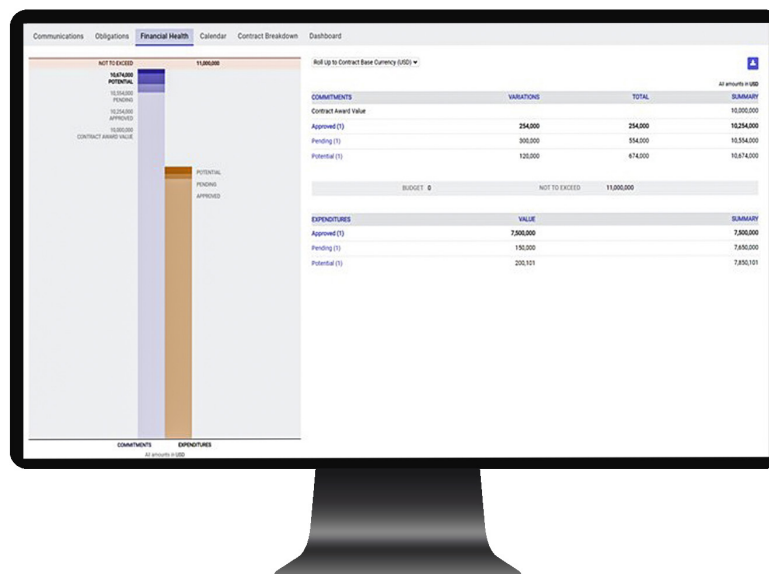 Communications Obligations Financial Health Calendar Contract Breakdown Dashboard
NOT TO EXCEED 11,000,000
10,674,000
POTENTIAL
10,554,000
PENDING
10,254,000
APPROVED
10,000,000
CONTRACT AWARD VALUE
POTENTIAL
PENDING
APPROVED
COMMITMENTS EXPENDITURES
All amounts in USD
Roll Up to Contract Base Currency (USD)
All amounts in USD
COMMITMENTS VARIATIONS TOTAL SUMMARY
Contract Award Value 10,000,000
Approved (1) 254,000 254,000 10,254,000
Pending (1) 300,000 554,000 10,554,000
Potential (1) 120,000 674,000 10,674,000
BUDGET 0 NOT TO EXCEED 11,000,000
EXPENDITURES VALUE SUMMARY
Approved (1) 7,500,000 7,500,000
Pending (1) 150,000 7,650,000
Potential (1) 200,101 7,850,101